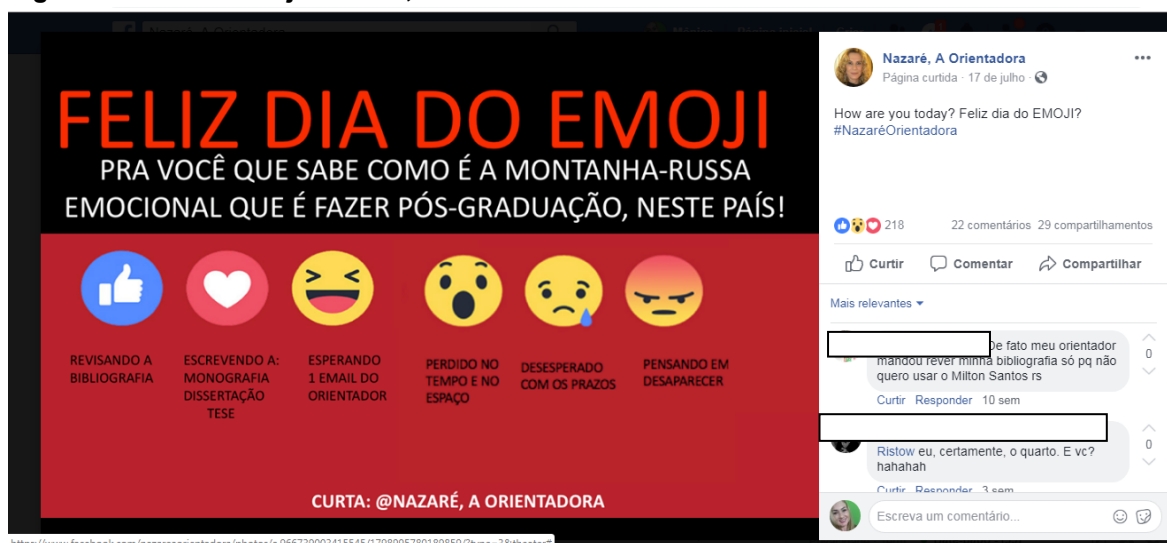 FELIZ DIA DO EMOJI
PRA VOCÊ QUE SABE COMO É A MONTANHA-RUSSA
EMOCIONAL QUE É FAZER PÓS-GRADUAÇÃO, NESTE PAÍS!
REVISANDO A
BIBLIOGRAFIA
ESCREVENDO A:
MONOGRAFIA
DISSERTAÇÃO
TESE
ESPERANDO
1 EMAIL DO
ORIENTADOR
PERDIDO NO
TEMPO E NO
ESPAÇO
DESESPERADO
COM OS PRAZOS
PENSANDO EM
DESAPARECER
CURTA: @NAZARÉ, A ORIENTADORA
Nazaré, A Orientadora
Página curtida · 17 de julho ·
How are you today? Feliz dia do EMOJI?
#NazaréOrientadora
218 22 comentários 29 compartilhamentos
Curtir Comentar Compartilhar
Mais relevantes
De fato meu orientador
mandou rever minha bibliografia só pq não
quero usar o Milton Santos rs
0
Curtir Responder 10 sem
Ristow eu, certamente, o quarto. E vc?
hahahah
0
Curtir Responder 3 sem
Escreva um comentário...